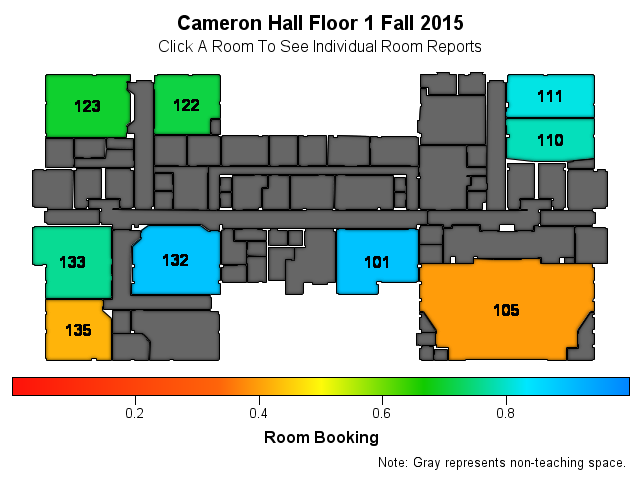 Cameron Hall Floor 1 Fall 2015
Click A Room To See Individual Room Reports
123
122
111
110
133
132
101
105
135
0.2 0.4 0.6 0.8
Room Booking
Note: Gray represents non-teaching space.